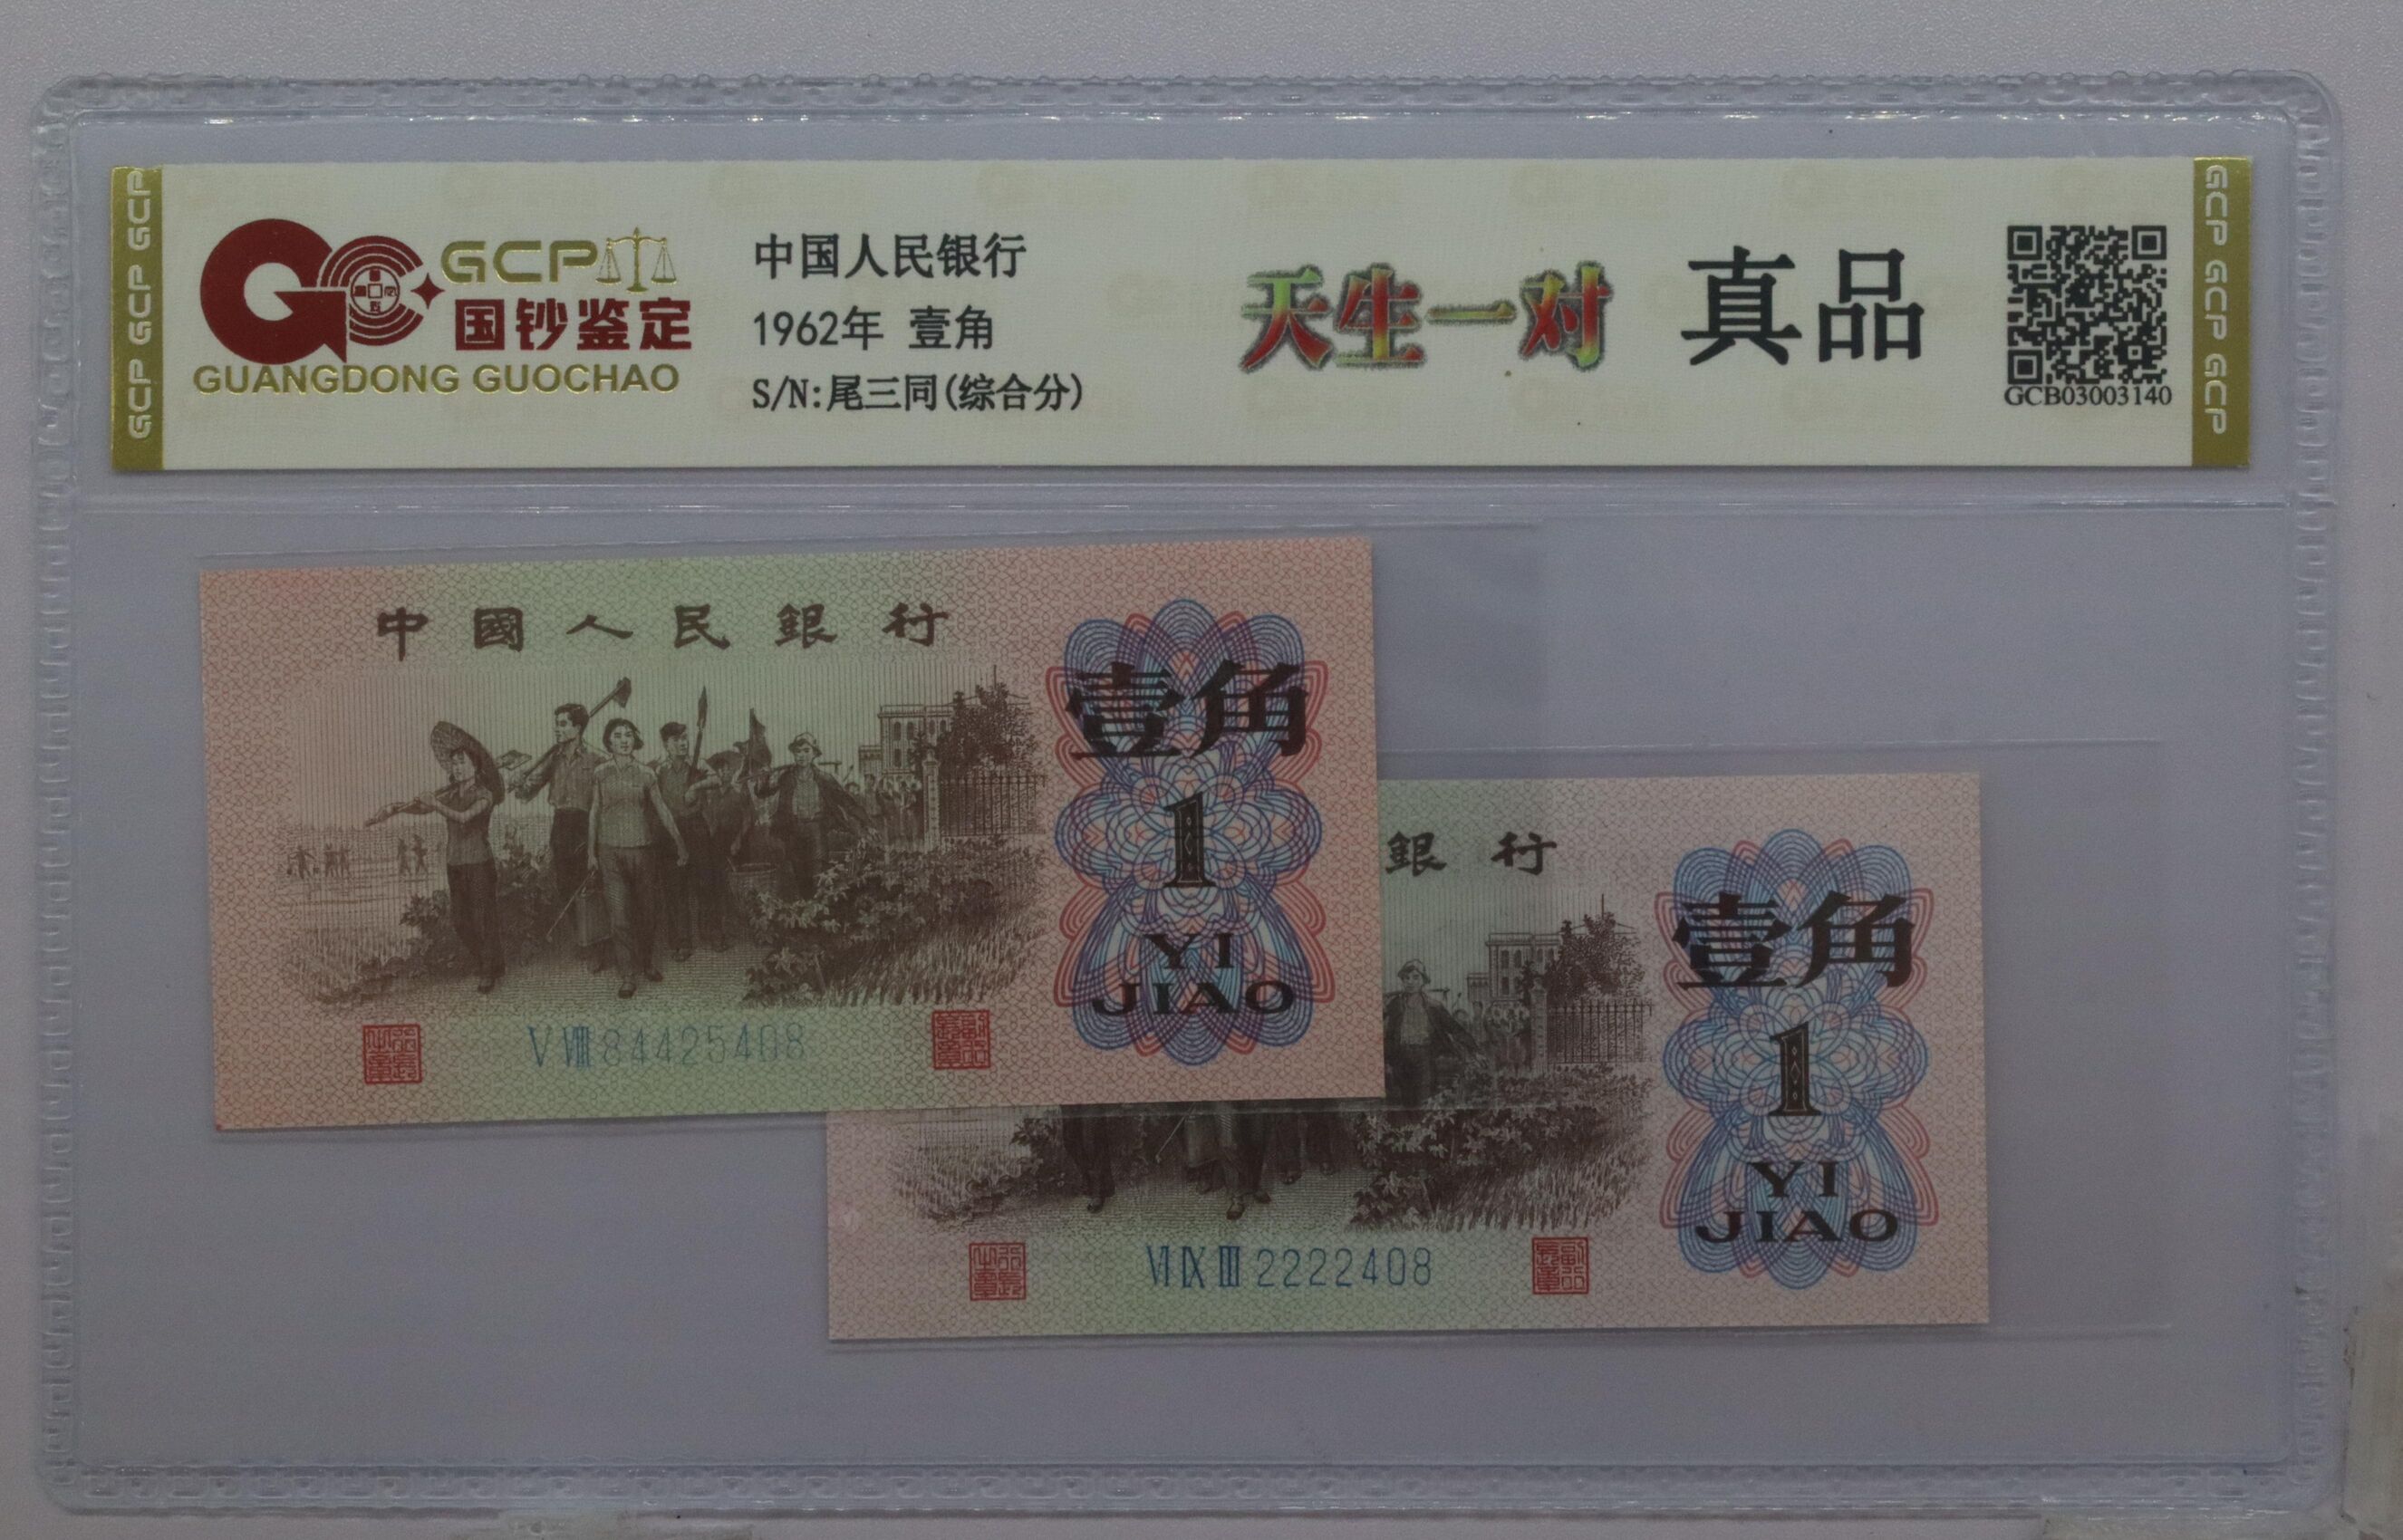 GCP GCP GCP
GCP
国钞鉴定
GUANGDONG GUOCHAO
中国人民银行
1962年 壹角
S/N:尾三同(综合分)
天生一对 真品
GCB03003140
GCP GCP GCP
中國人民銀行
壹角
1
YI
JIAO
V VIII 84425408
銀行
壹角
1
YI
JIAO
VI IX III 2222408